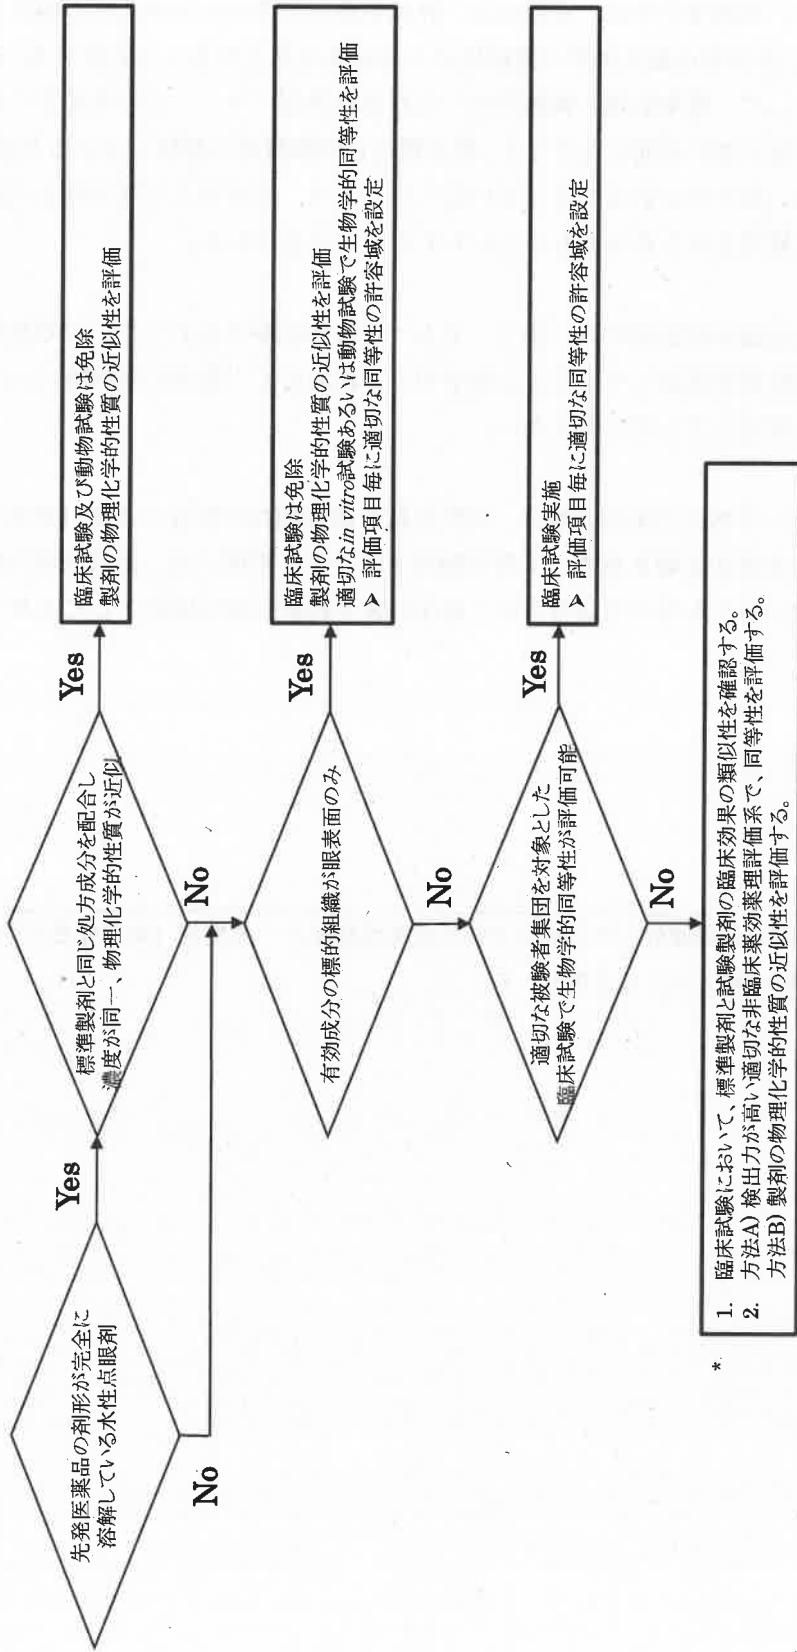 先発医薬品の剤形が完全に
溶解している水性点眼剤
Yes
No
標準製剤と同じ処方成分を配合し
濃度が同一、物理化学的性質が近似
Yes
臨床試験及び動物試験は免除
製剤の物理化学的性質の近似性を評価
No
有効成分の標的組織が眼表面のみ
Yes
臨床試験は免除
製剤の物理化学的性質の近似性を評価
適切なin vitro試験あるいは動物試験で生物学的同等性を評価
➤ 評価項目毎に適切な同等性の許容域を設定
No
適切な被験者集団を対象とした
臨床試験で生物学的同等性が評価可能
Yes
臨床試験実施
➤ 評価項目毎に適切な同等性の許容域を設定
No
* 1. 臨床試験において、標準製剤と試験製剤の臨床効果の類似性を確認する。
2. 方法A) 検出力が高い適切な非臨床薬効薬理評価系で、同等性を評価する。
方法B) 製剤の物理化学的性質の近似性を評価する。